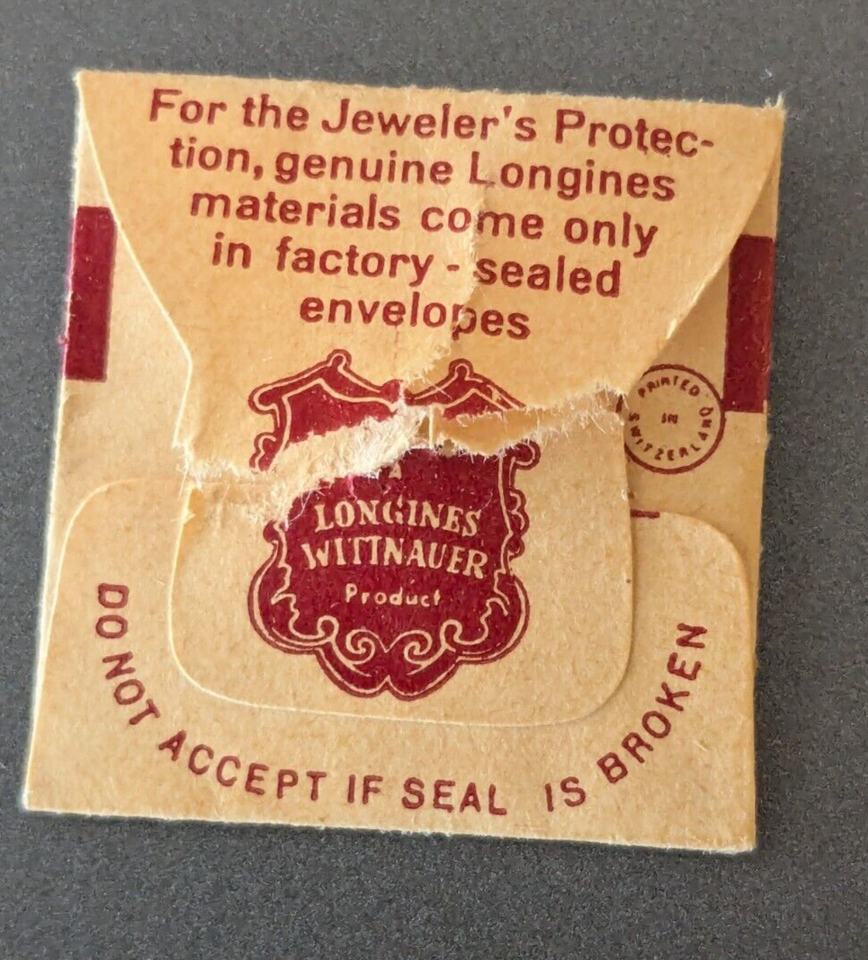 For the Jeweler's Protec-
tion, genuine Longines
materials come only
in factory - sealed
envelopes
PRINTED
IN
SWITZERLAND
A
LONGINES
WITTNAUER
Product
DO NOT ACCEPT IF SEAL IS BROKEN